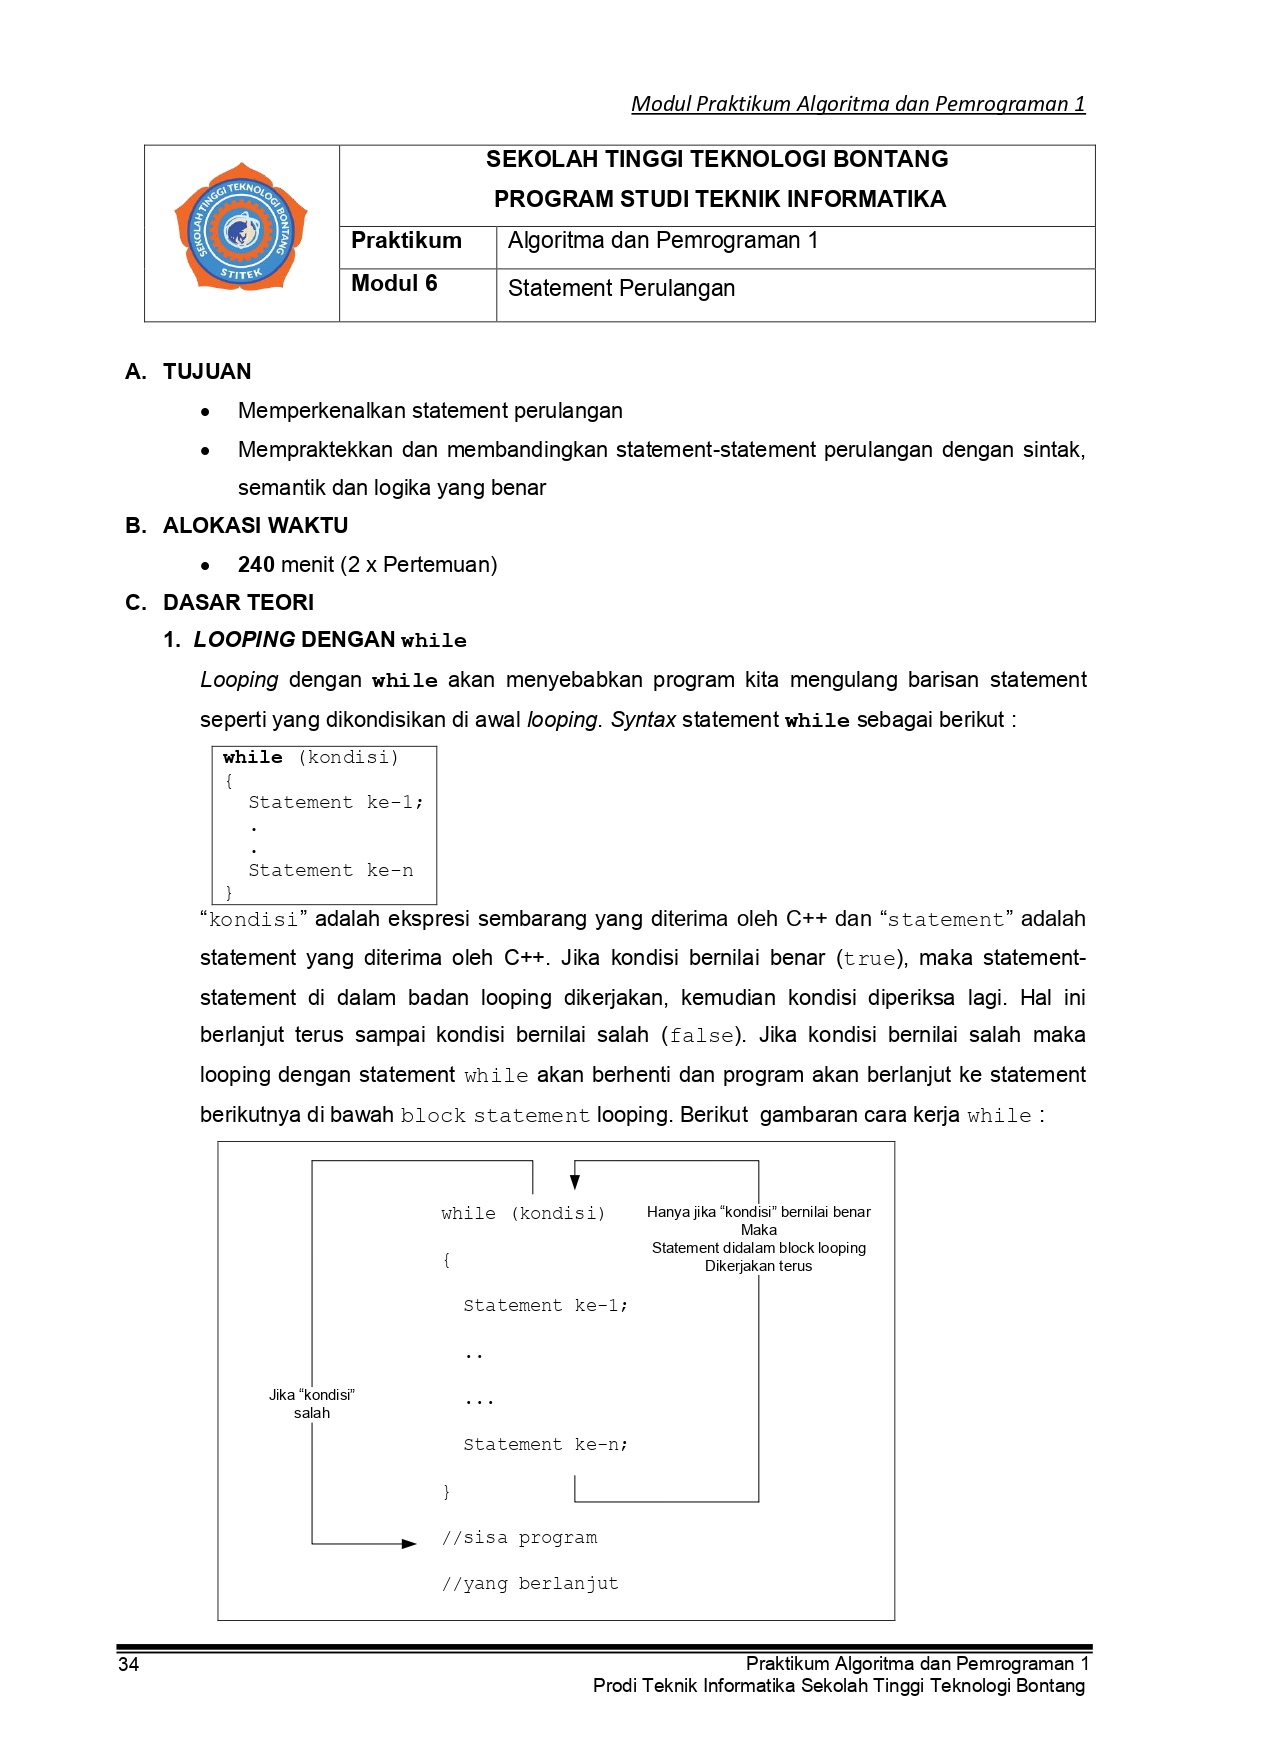 Modul Praktikum Algoritma dan Pemrograman 1
SEKOLAH TINGGI TEKNOLOGI BONTANG
STITEK
SEKOLAH TINGGI TEKNOLOGI BONTANG
PROGRAM STUDI TEKNIK INFORMATIKA
Praktikum
Algoritma dan Pemrograman 1
Modul 6
Statement Perulangan
A. TUJUAN
• Memperkenalkan statement perulangan
• Mempraktekkan dan membandingkan statement-statement perulangan dengan sintak,
semantik dan logika yang benar
B. ALOKASI WAKTU
• 240 menit (2 x Pertemuan)
C. DASAR TEORI
1. LOOPING DENGAN while
Looping dengan while akan menyebabkan program kita mengulang barisan statement
seperti yang dikondisikan di awal looping. Syntax statement while sebagai berikut :
while (kondisi)
{
Statement ke-1;
.
.
Statement ke-n
}
“kondisi” adalah ekspresi sembarang yang diterima oleh C++ dan “statement” adalah
statement yang diterima oleh C++. Jika kondisi bernilai benar (true), maka statement-
statement di dalam badan looping dikerjakan, kemudian kondisi diperiksa lagi. Hal ini
berlanjut terus sampai kondisi bernilai salah (false). Jika kondisi bernilai salah maka
looping dengan statement while akan berhenti dan program akan berlanjut ke statement
berikutnya di bawah block statement looping. Berikut gambaran cara kerja while :
while (kondisi)
{
Statement ke-1;
..
...
Statement ke-n;
}
//sisa program
//yang berlanjut
Hanya jika “kondisi” bernilai benar
Maka
Statement didalam block looping
Dikerjakan terus
Jika “kondisi”
salah
34
Praktikum Algoritma dan Pemrograman 1
Prodi Teknik Informatika Sekolah Tinggi Teknologi Bontang